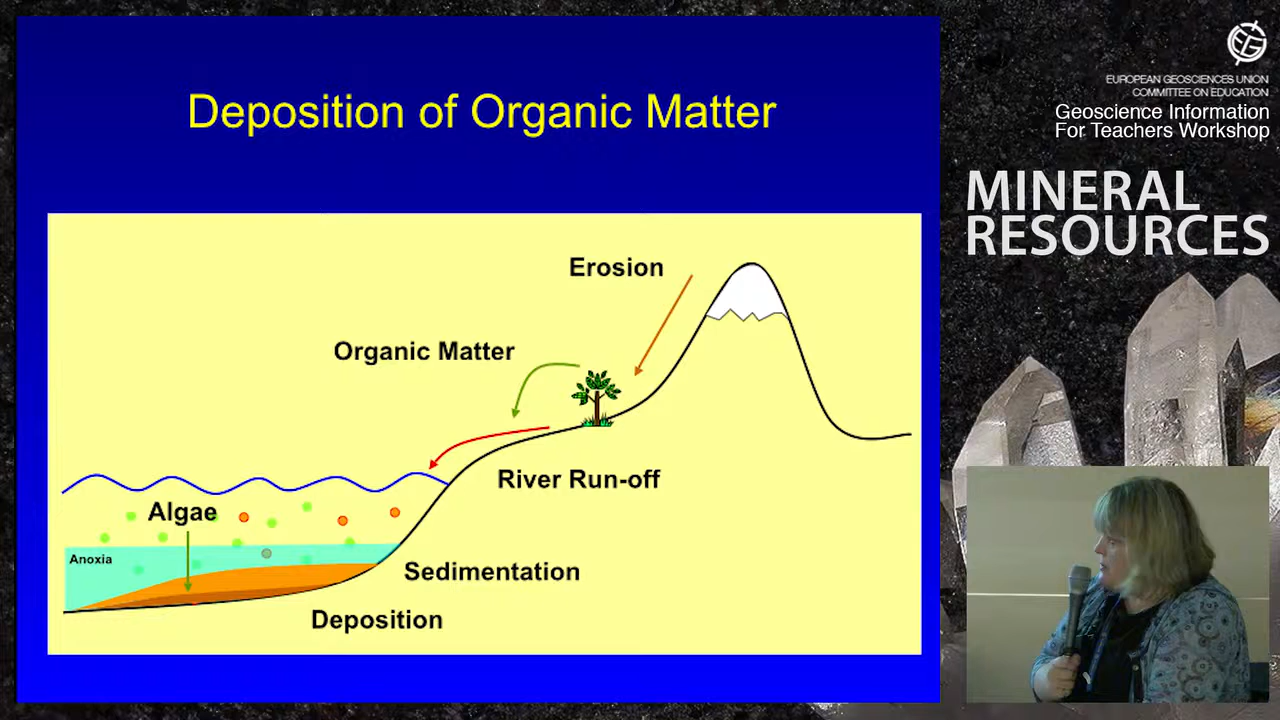 Deposition of Organic Matter
Erosion
Organic Matter
River Run-off
Algae
Anoxia
Sedimentation
Deposition
EUROPEAN GEOSCIENCES UNION
COMMITTEE ON EDUCATION
Geoscience Information
For Teachers Workshop
MINERAL
RESOURCES